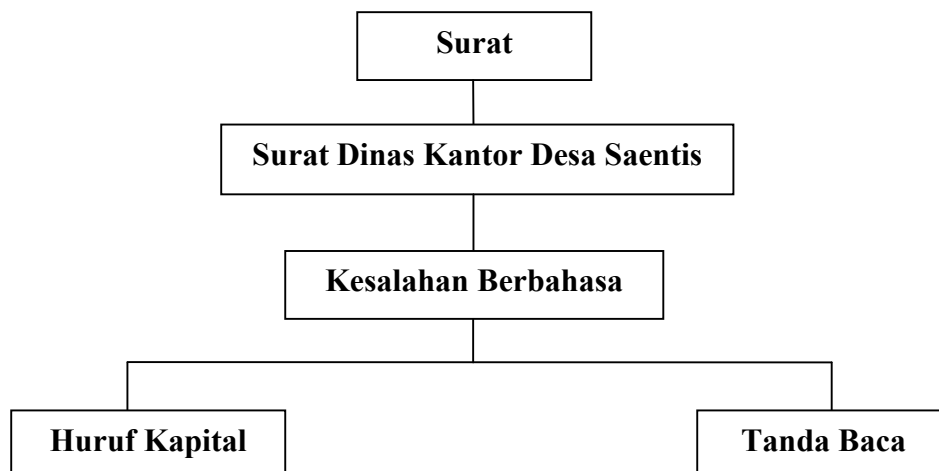 Surat
Surat Dinas Kantor Desa Saentis
Kesalahan Berbahasa
Huruf Kapital
Tanda Baca